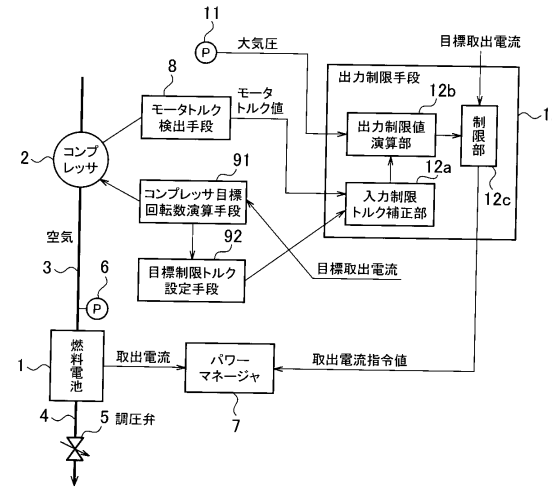 11
P
大気圧
目標取出電流
8
モータトルク
検出手段
モータ
トルク値
出力制限手段
12b
出力制限値
演算部
制限部
12c
1
2
コンプ
レッサ
91
コンプレッサ目標
回転数演算手段
12a
入力制限
トルク補正部
空気
92
目標制限トルク
設定手段
目標取出電流
3
6
P
1
燃料電池
取出電流
パワー
マネージャ
取出電流指令値
7
4
5
調圧弁